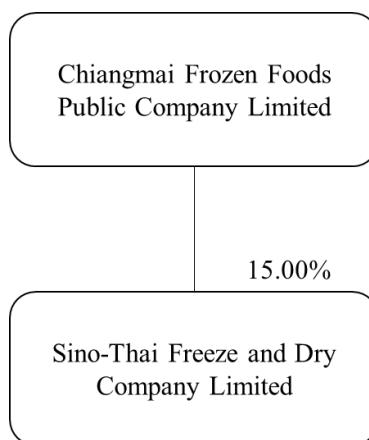 Chiangmai Frozen Foods
Public Company Limited
15.00%
Sino-Thai Freeze and Dry
Company Limited